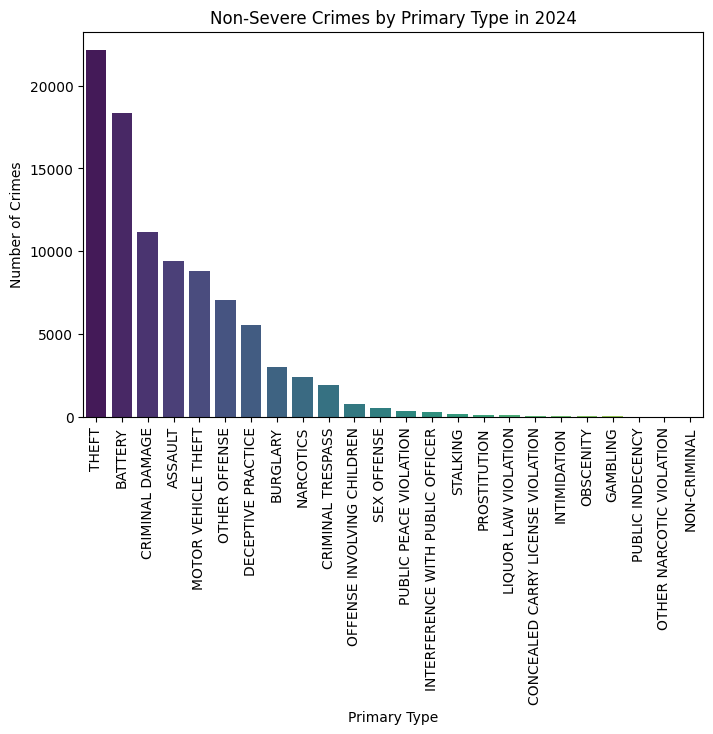 Non-Severe Crimes by Primary Type in 2024
Number of Crimes
20000
15000
10000
5000
0
THEFT
BATTERY
CRIMINAL DAMAGE
ASSAULT
MOTOR VEHICLE THEFT
OTHER OFFENSE
DECEPTIVE PRACTICE
BURGLARY
NARCOTICS
CRIMINAL TRESPASS
OFFENSE INVOLVING CHILDREN
SEX OFFENSE
PUBLIC PEACE VIOLATION
INTERFERENCE WITH PUBLIC OFFICER
STALKING
PROSTITUTION
LIQUOR LAW VIOLATION
CONCEALED CARRY LICENSE VIOLATION
INTIMIDATION
OBSCENITY
GAMBLING
PUBLIC INDECENCY
OTHER NARCOTIC VIOLATION
NON-CRIMINAL
Primary Type